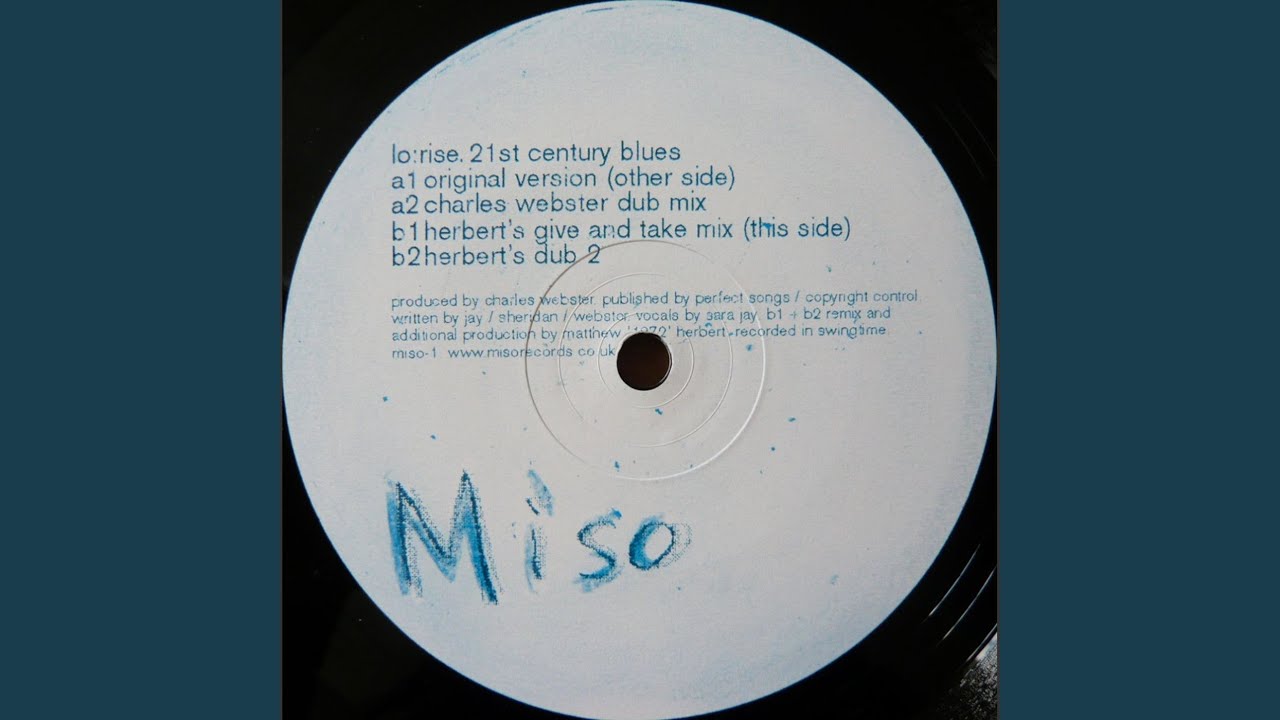 lo:rise. 21st century blues
a1 original version (other side)
a2 charles webster dub mix
b1 herbert's give and take mix (this side)
b2 herbert's dub 2
produced by charles webster. published by perfect songs / copyright control.
written by jay / sheridan / webster. vocals by sara jay. b1 + b2 remix and
additional production by matthew '1972' herbert. recorded in swingtime.
miso-1 www.misorecords.co.uk
Miso